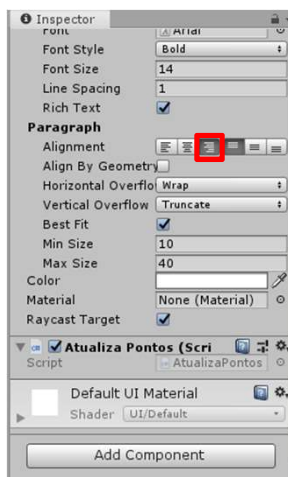 Inspector
Font Arial
Font Style Bold
Font Size 14
Line Spacing 1
Rich Text
Paragraph
Alignment
Align By Geometry
Horizontal Overflo Wrap
Vertical Overflow Truncate
Best Fit
Min Size 10
Max Size 40
Color
Material None (Material)
Raycast Target
Atualiza Pontos (Scri
Script AtualizaPontos
Default UI Material
Shader UI/Default
Add Component